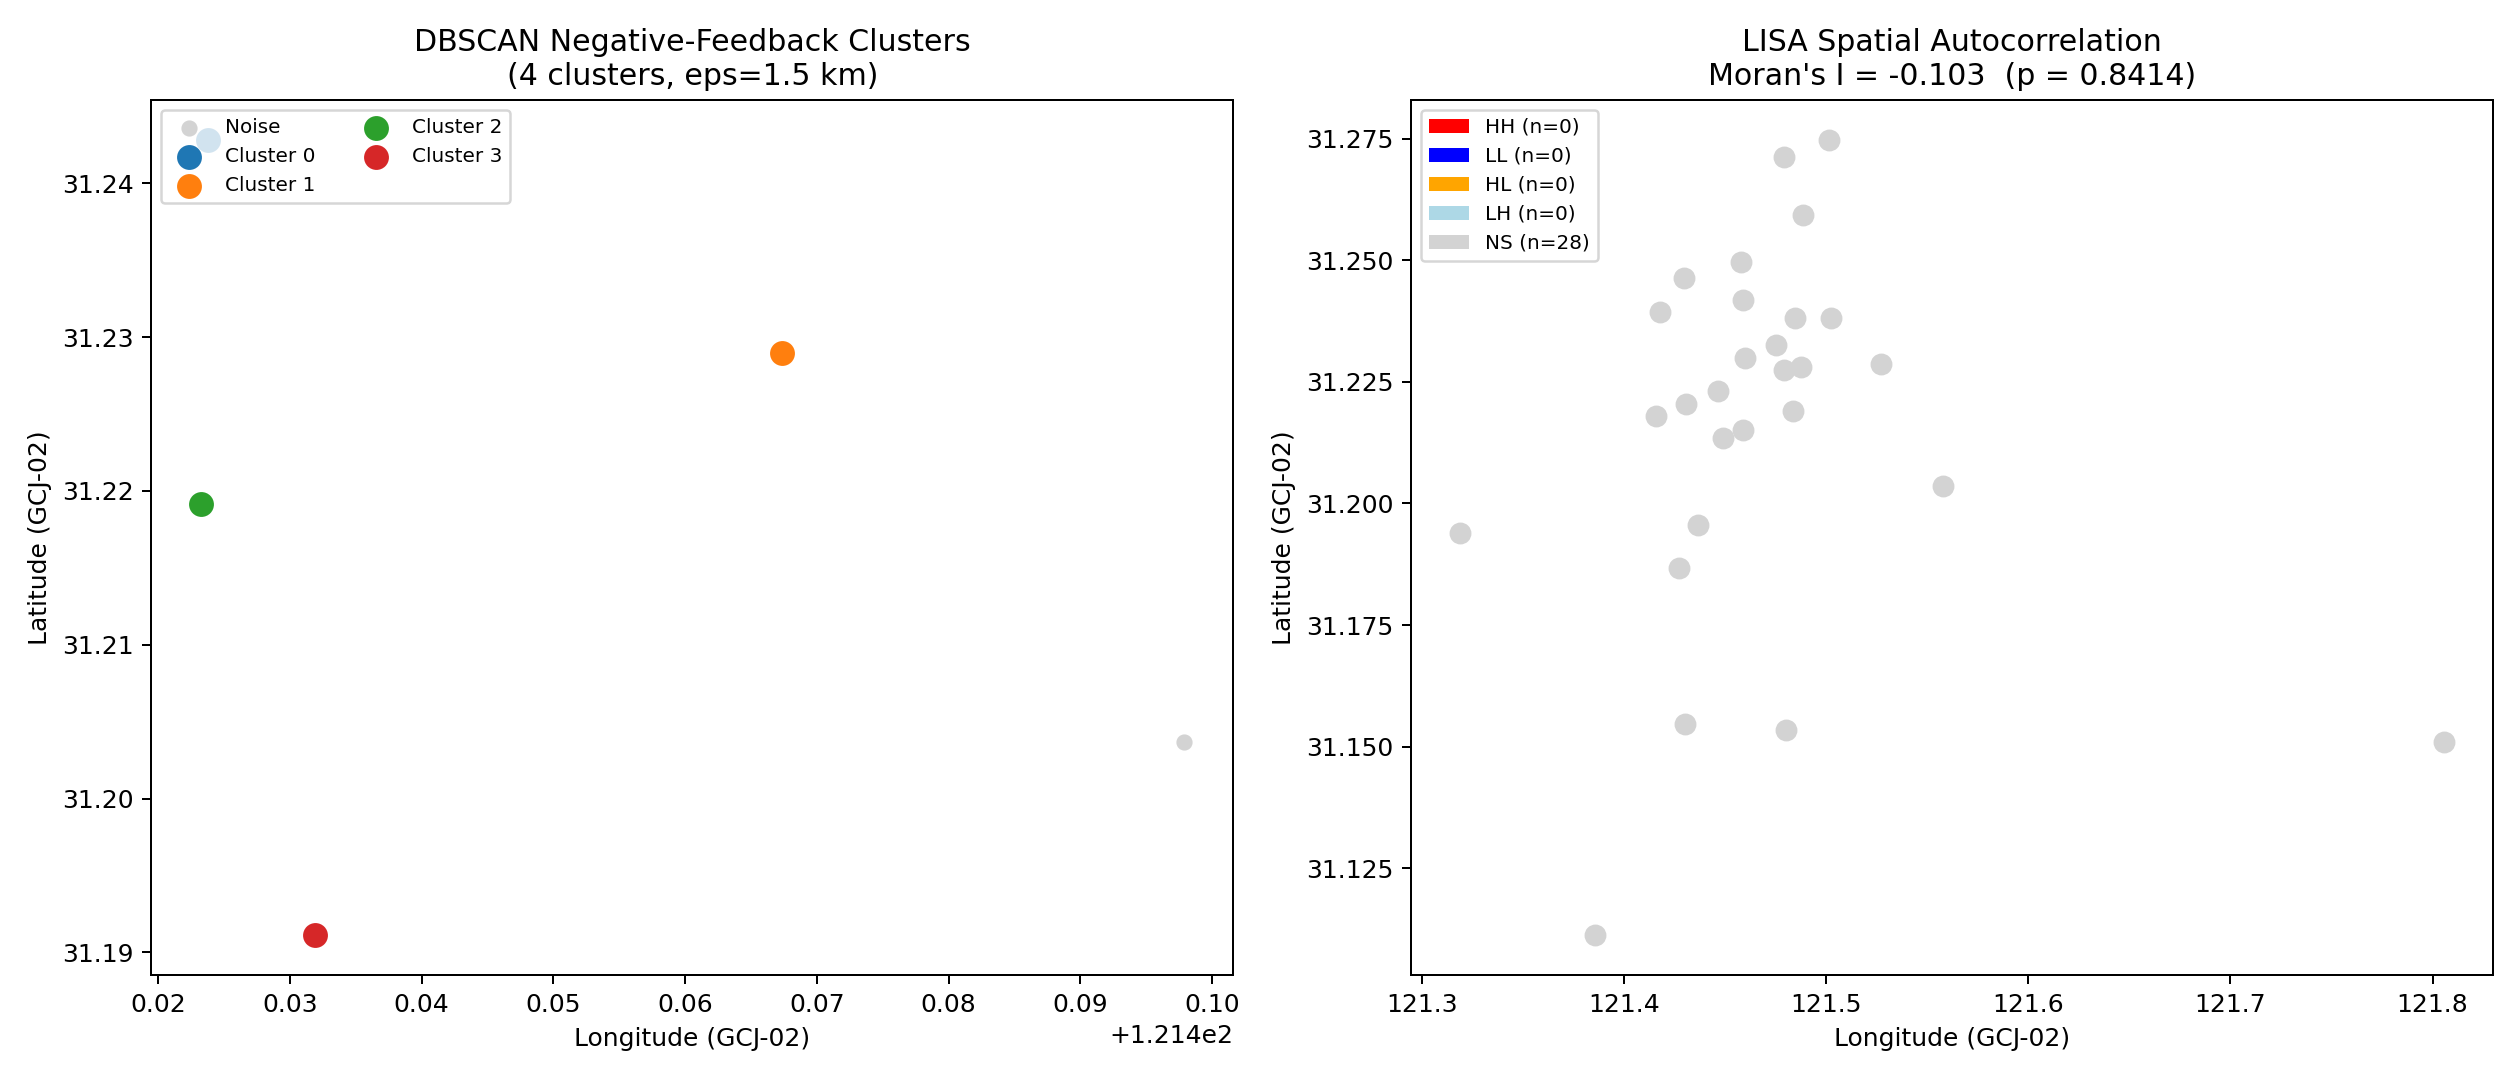 DBSCAN Negative-Feedback Clusters
(4 clusters, eps=1.5 km)
Noise
Cluster 0
Cluster 1
Cluster 2
Cluster 3
31.24
31.23
31.22
31.21
31.20
31.19
Latitude (GCJ-02)
0.02 0.03 0.04 0.05 0.06 0.07 0.08 0.09 0.10
+1.214e2
Longitude (GCJ-02)
LISA Spatial Autocorrelation
Moran's I = -0.103 (p = 0.8414)
HH (n=0)
LL (n=0)
HL (n=0)
LH (n=0)
NS (n=28)
31.275
31.250
31.225
31.200
31.175
31.150
31.125
Latitude (GCJ-02)
121.3 121.4 121.5 121.6 121.7 121.8
Longitude (GCJ-02)